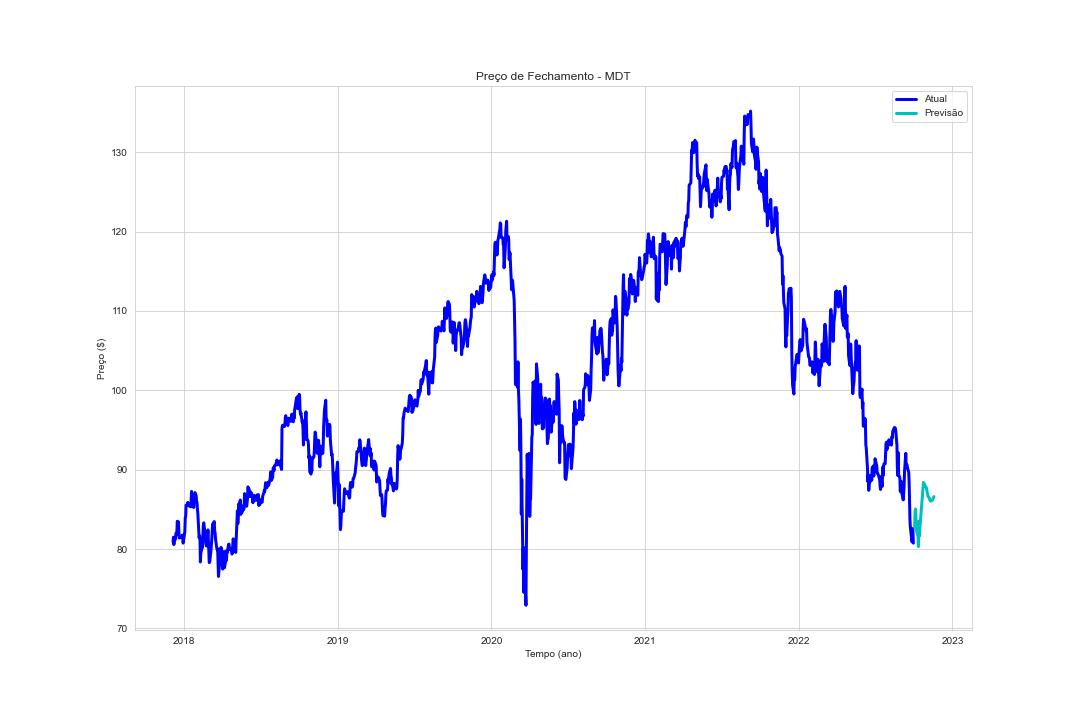 Preço de Fechamento - MDT
Atual
Previsão
Preço ($)
130
120
110
100
90
80
70
2018
2019
2020
2021
2022
2023
Tempo (ano)